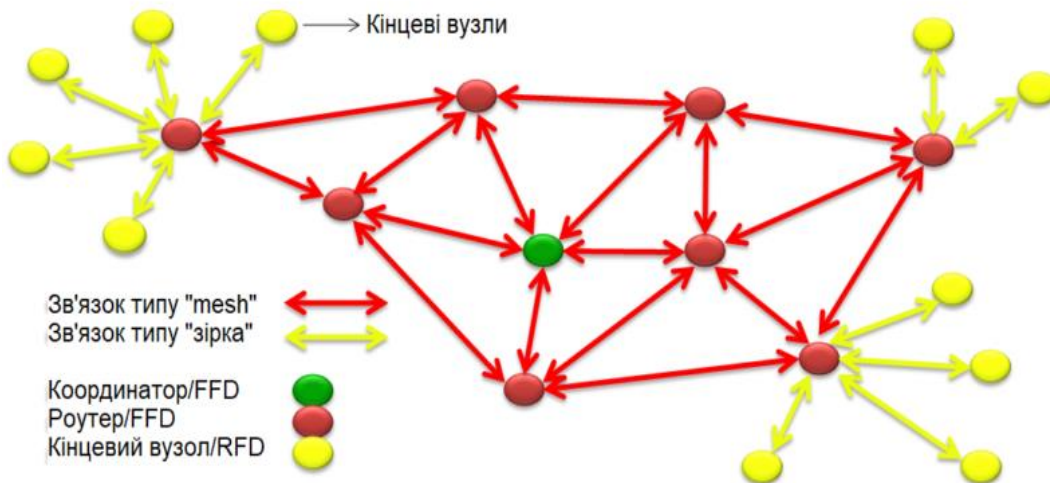 Кінцеві вузли
Зв'язок типу "mesh"
Зв'язок типу "зірка"
Координатор/FFD
Роутер/FFD
Кінцевий вузол/RFD